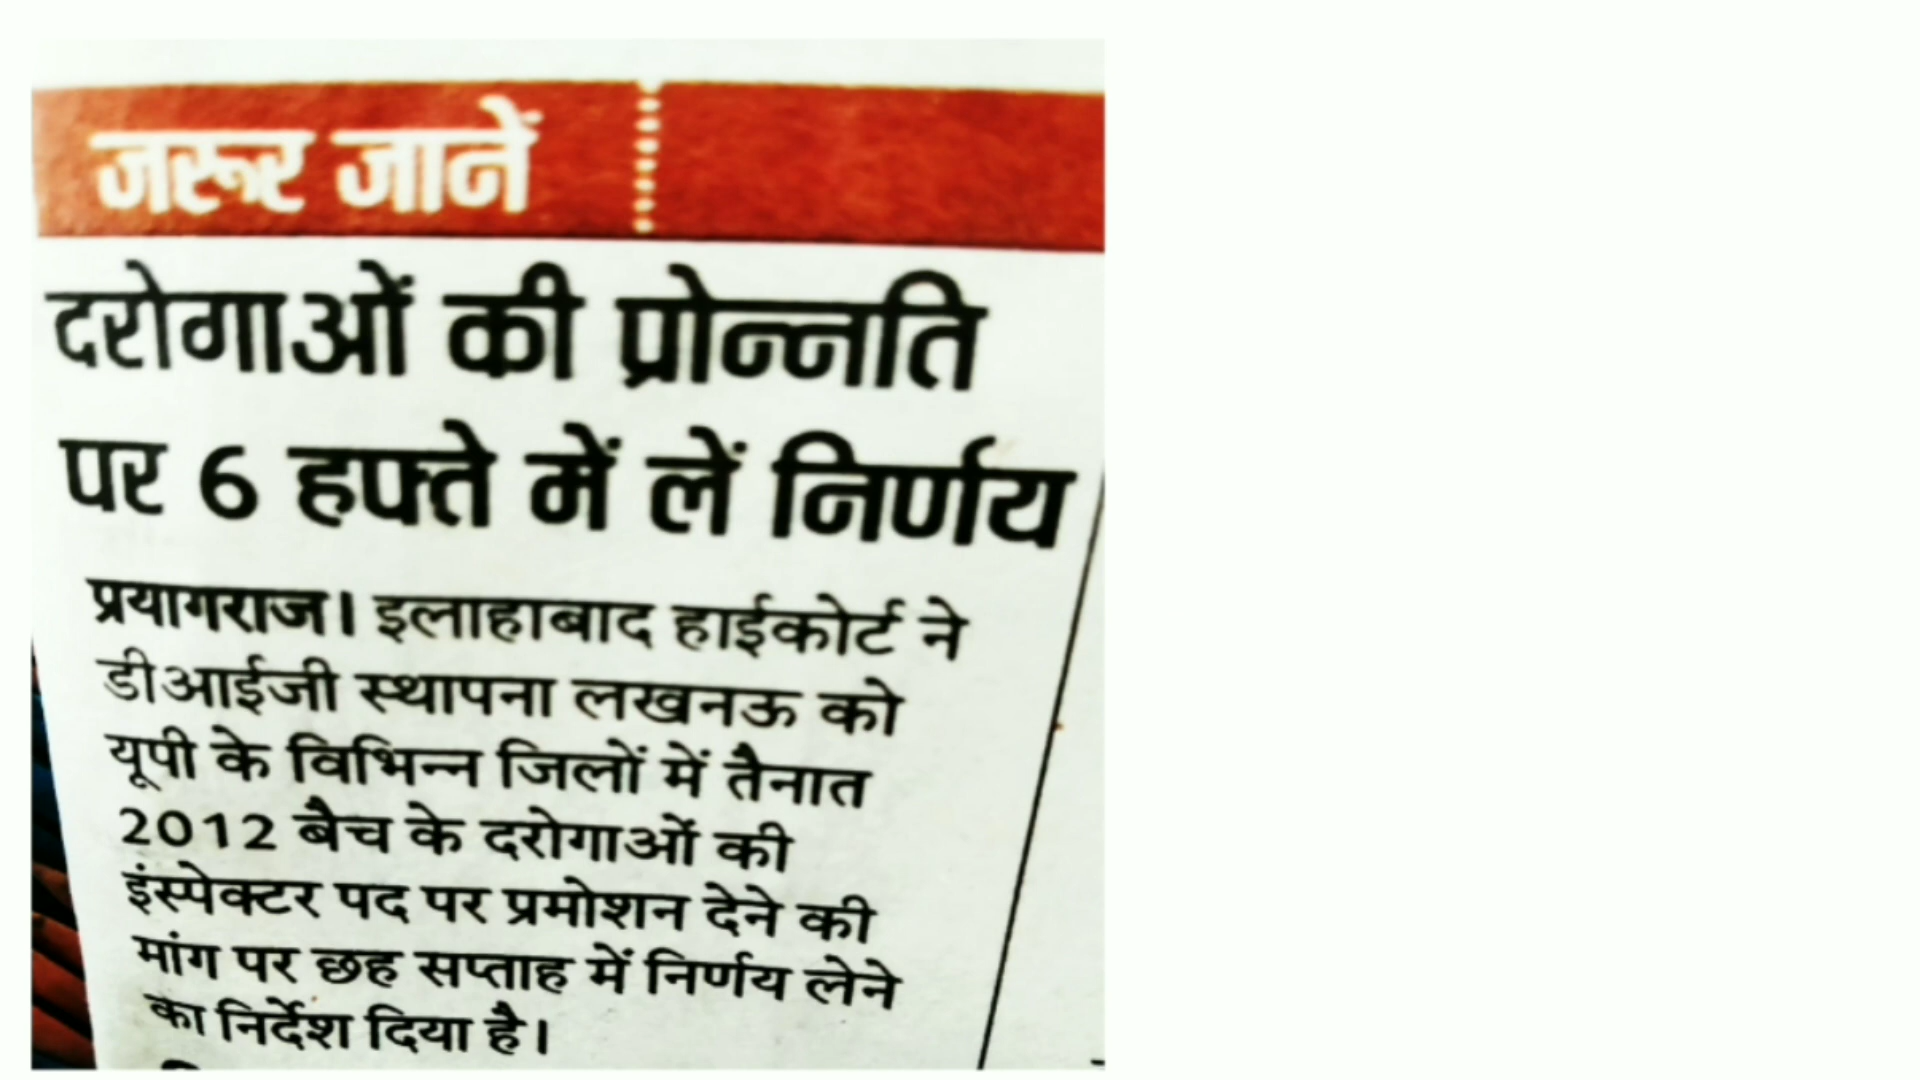 जरूर जानें
दरोगाओं की प्रोन्नति
पर 6 हफ्ते में लें निर्णय
प्रयागराज। इलाहाबाद हाईकोर्ट ने
डीआईजी स्थापना लखनऊ को
यूपी के विभिन्न जिलों में तैनात
2012 बैच के दरोगाओं की
इंस्पेक्टर पद पर प्रमोशन देने की
मांग पर छह सप्ताह में निर्णय लेने
का निर्देश दिया है।